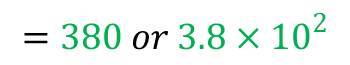 = 380 or 3.8 × 10²